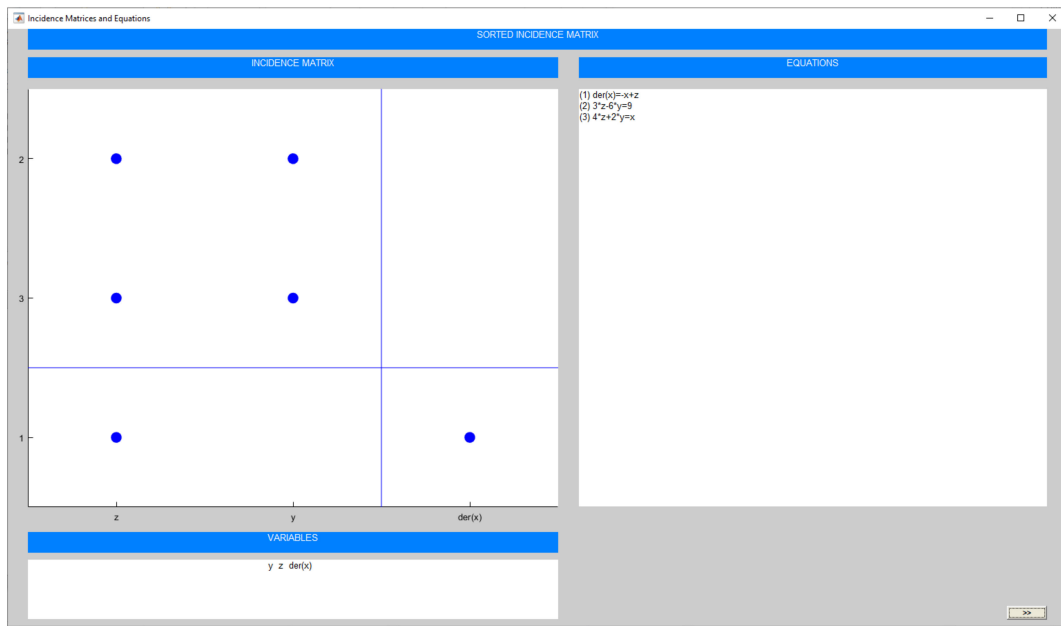 Incidence Matrices and Equations
SORTED INCIDENCE MATRIX
INCIDENCE MATRIX
2
3
1
z y der(x)
EQUATIONS
(1) der(x)=-x+z
(2) 3*z-6*y=9
(3) 4*z+2*y=x
VARIABLES
y z der(x)
>>